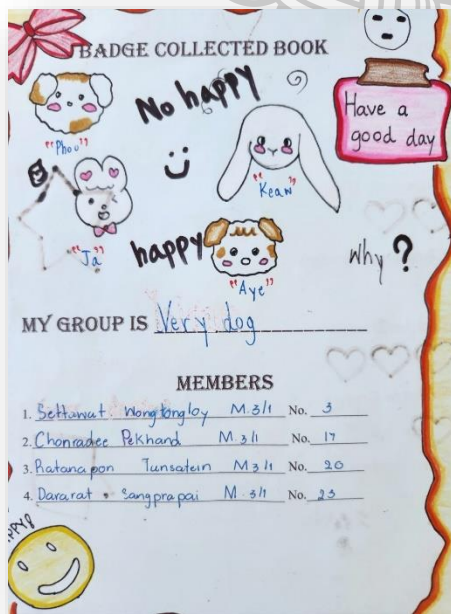 BADGE COLLECTED BOOK
No happy
"Phoo"
Have a
good day
"Kean"
"Ja"
happy
"Aye"
Why ?
MY GROUP IS Very dog
MEMBERS
1. Settawat Wongtongloy M.3/1 No. 3
2. Chonradee Pekhand M.3/1 No. 17
3. Ratanapon Tunsatein M3/1 No. 20
4. Dararat Sangprapai M.3/1 No. 23